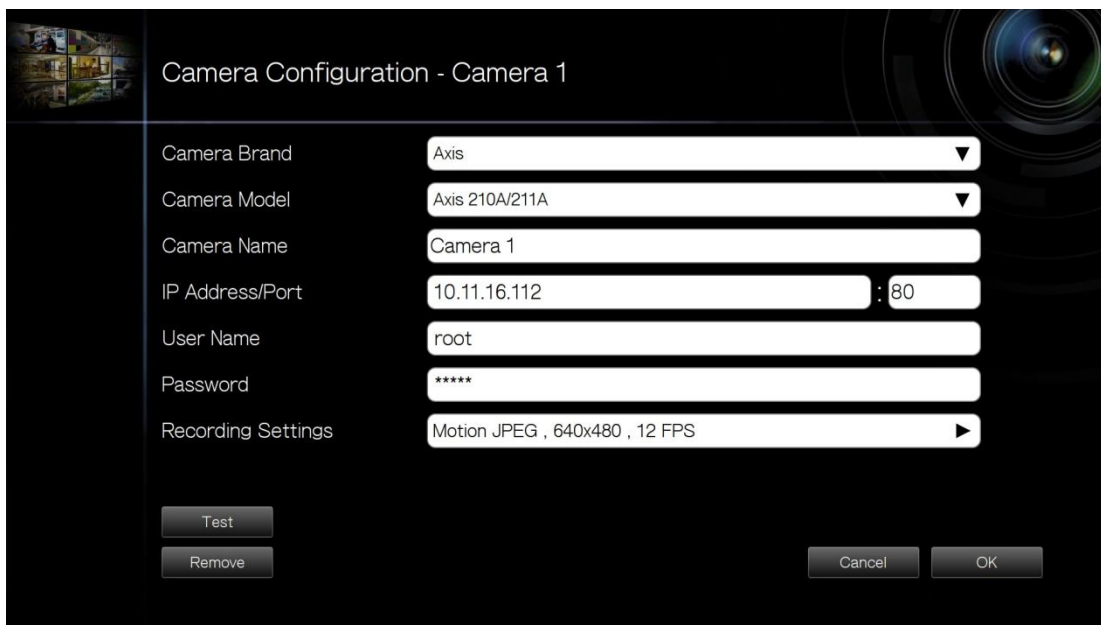 Camera Configuration - Camera 1
Camera Brand Axis
Camera Model Axis 210A/211A
Camera Name Camera 1
IP Address/Port 10.11.16.112 : 80
User Name root
Password *****
Recording Settings Motion JPEG , 640x480 , 12 FPS
Test
Remove Cancel OK